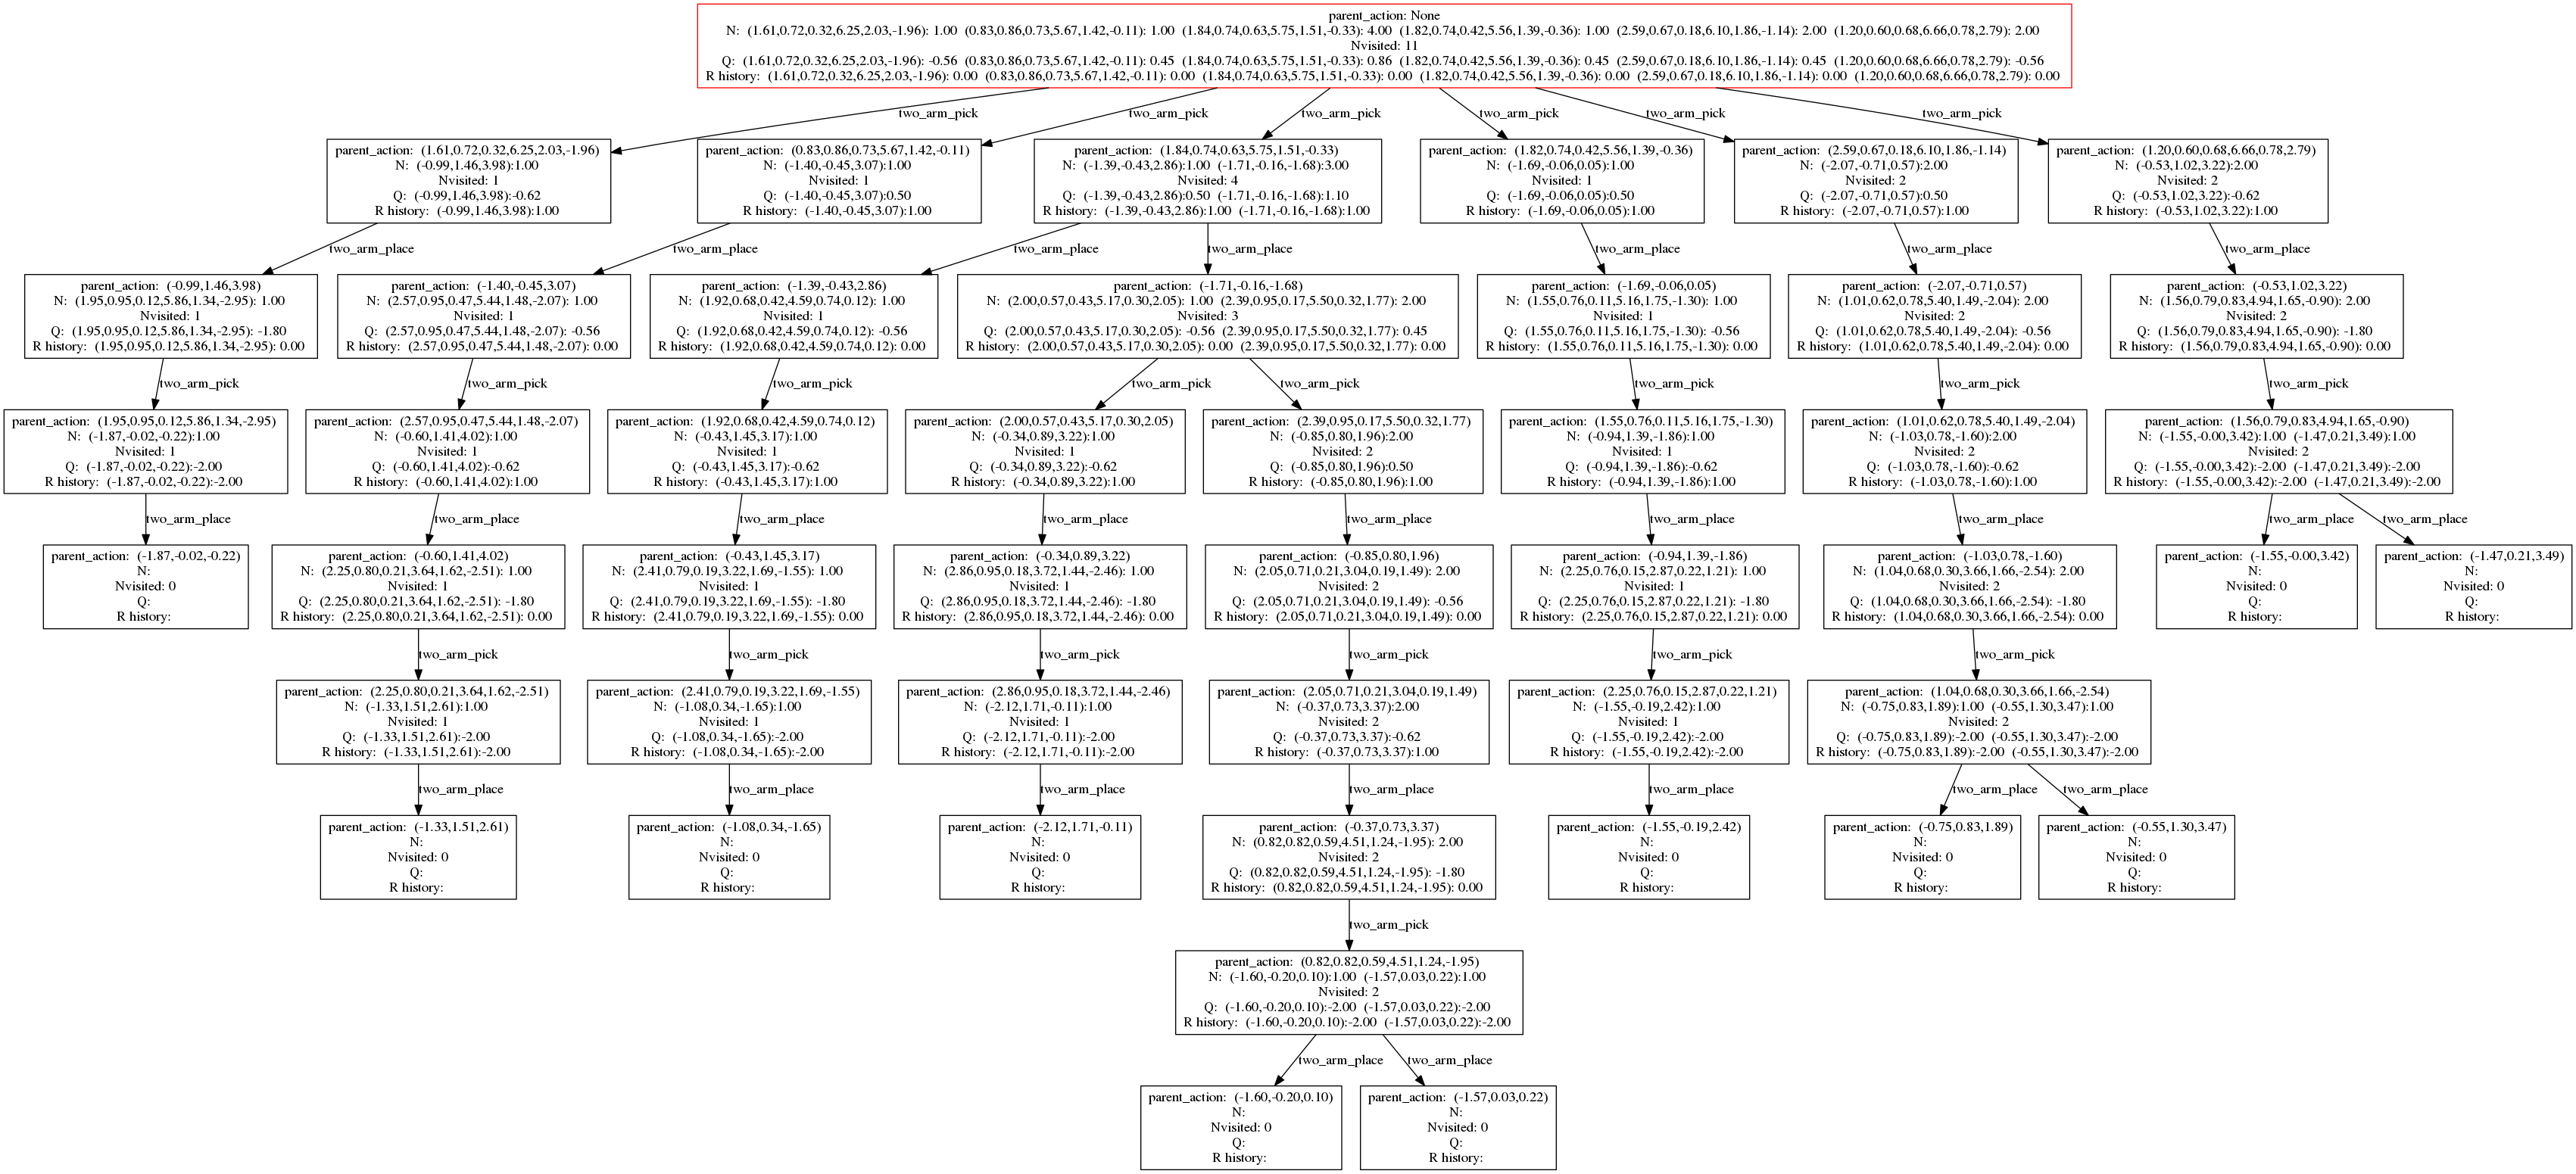 parent_action: None
N: (1.61,0.72,0.32,6.25,2.03,-1.96): 1.00 (0.83,0.86,0.73,5.67,1.42,-0.11): 1.00 (1.84,0.74,0.63,5.75,1.51,-0.33): 4.00 (1.82,0.74,0.42,5.56,1.39,-0.36): 1.00 (2.59,0.67,0.18,6.10,1.86,-1.14): 2.00 (1.20,0.60,0.68,6.66,0.78,2.79): 2.00
Nvisited: 11
Q: (1.61,0.72,0.32,6.25,2.03,-1.96): -0.56 (0.83,0.86,0.73,5.67,1.42,-0.11): 0.45 (1.84,0.74,0.63,5.75,1.51,-0.33): 0.86 (1.82,0.74,0.42,5.56,1.39,-0.36): 0.45 (2.59,0.67,0.18,6.10,1.86,-1.14): 0.45 (1.20,0.60,0.68,6.66,0.78,2.79): -0.56
R history: (1.61,0.72,0.32,6.25,2.03,-1.96): 0.00 (0.83,0.86,0.73,5.67,1.42,-0.11): 0.00 (1.84,0.74,0.63,5.75,1.51,-0.33): 0.00 (1.82,0.74,0.42,5.56,1.39,-0.36): 0.00 (2.59,0.67,0.18,6.10,1.86,-1.14): 0.00 (1.20,0.60,0.68,6.66,0.78,2.79): 0.00
two_arm_pick
two_arm_pick
two_arm_pick
two_arm_pick
two_arm_pick
two_arm_pick
parent_action: (1.61,0.72,0.32,6.25,2.03,-1.96)
N: (-0.99,1.46,3.98):1.00
Nvisited: 1
Q: (-0.99,1.46,3.98):-0.62
R history: (-0.99,1.46,3.98):1.00
parent_action: (0.83,0.86,0.73,5.67,1.42,-0.11)
N: (-1.40,-0.45,3.07):1.00
Nvisited: 1
Q: (-1.40,-0.45,3.07):0.50
R history: (-1.40,-0.45,3.07):1.00
parent_action: (1.84,0.74,0.63,5.75,1.51,-0.33)
N: (-1.39,-0.43,2.86):1.00 (-1.71,-0.16,-1.68):3.00
Nvisited: 4
Q: (-1.39,-0.43,2.86):0.50 (-1.71,-0.16,-1.68):1.10
R history: (-1.39,-0.43,2.86):1.00 (-1.71,-0.16,-1.68):1.00
parent_action: (1.82,0.74,0.42,5.56,1.39,-0.36)
N: (-1.69,-0.06,0.05):1.00
Nvisited: 1
Q: (-1.69,-0.06,0.05):0.50
R history: (-1.69,-0.06,0.05):1.00
parent_action: (2.59,0.67,0.18,6.10,1.86,-1.14)
N: (-2.07,-0.71,0.57):2.00
Nvisited: 2
Q: (-2.07,-0.71,0.57):0.50
R history: (-2.07,-0.71,0.57):1.00
parent_action: (1.20,0.60,0.68,6.66,0.78,2.79)
N: (-0.53,1.02,3.22):2.00
Nvisited: 2
Q: (-0.53,1.02,3.22):-0.62
R history: (-0.53,1.02,3.22):1.00
two_arm_place
two_arm_place
two_arm_place
two_arm_place
two_arm_place
two_arm_place
two_arm_place
parent_action: (-0.99,1.46,3.98)
N: (1.95,0.95,0.12,5.86,1.34,-2.95): 1.00
Nvisited: 1
Q: (1.95,0.95,0.12,5.86,1.34,-2.95): -1.80
R history: (1.95,0.95,0.12,5.86,1.34,-2.95): 0.00
parent_action: (-1.40,-0.45,3.07)
N: (2.57,0.95,0.47,5.44,1.48,-2.07): 1.00
Nvisited: 1
Q: (2.57,0.95,0.47,5.44,1.48,-2.07): -0.56
R history: (2.57,0.95,0.47,5.44,1.48,-2.07): 0.00
parent_action: (-1.39,-0.43,2.86)
N: (1.92,0.68,0.42,4.59,0.74,0.12): 1.00
Nvisited: 1
Q: (1.92,0.68,0.42,4.59,0.74,0.12): -0.56
R history: (1.92,0.68,0.42,4.59,0.74,0.12): 0.00
parent_action: (-1.71,-0.16,-1.68)
N: (2.00,0.57,0.43,5.17,0.30,2.05): 1.00 (2.39,0.95,0.17,5.50,0.32,1.77): 2.00
Nvisited: 3
Q: (2.00,0.57,0.43,5.17,0.30,2.05): -0.56 (2.39,0.95,0.17,5.50,0.32,1.77): 0.45
R history: (2.00,0.57,0.43,5.17,0.30,2.05): 0.00 (2.39,0.95,0.17,5.50,0.32,1.77): 0.00
parent_action: (-1.69,-0.06,0.05)
N: (1.55,0.76,0.11,5.16,1.75,-1.30): 1.00
Nvisited: 1
Q: (1.55,0.76,0.11,5.16,1.75,-1.30): -0.56
R history: (1.55,0.76,0.11,5.16,1.75,-1.30): 0.00
parent_action: (-2.07,-0.71,0.57)
N: (1.01,0.62,0.78,5.40,1.49,-2.04): 2.00
Nvisited: 2
Q: (1.01,0.62,0.78,5.40,1.49,-2.04): -0.56
R history: (1.01,0.62,0.78,5.40,1.49,-2.04): 0.00
parent_action: (-0.53,1.02,3.22)
N: (1.56,0.79,0.83,4.94,1.65,-0.90): 2.00
Nvisited: 2
Q: (1.56,0.79,0.83,4.94,1.65,-0.90): -1.80
R history: (1.56,0.79,0.83,4.94,1.65,-0.90): 0.00
two_arm_pick
two_arm_pick
two_arm_pick
two_arm_pick
two_arm_pick
two_arm_pick
two_arm_pick
two_arm_pick
parent_action: (1.95,0.95,0.12,5.86,1.34,-2.95)
N: (-1.87,-0.02,-0.22):1.00
Nvisited: 1
Q: (-1.87,-0.02,-0.22):-2.00
R history: (-1.87,-0.02,-0.22):-2.00
parent_action: (2.57,0.95,0.47,5.44,1.48,-2.07)
N: (-0.60,1.41,4.02):1.00
Nvisited: 1
Q: (-0.60,1.41,4.02):-0.62
R history: (-0.60,1.41,4.02):1.00
parent_action: (1.92,0.68,0.42,4.59,0.74,0.12)
N: (-0.43,1.45,3.17):1.00
Nvisited: 1
Q: (-0.43,1.45,3.17):-0.62
R history: (-0.43,1.45,3.17):1.00
parent_action: (2.00,0.57,0.43,5.17,0.30,2.05)
N: (-0.34,0.89,3.22):1.00
Nvisited: 1
Q: (-0.34,0.89,3.22):-0.62
R history: (-0.34,0.89,3.22):1.00
parent_action: (2.39,0.95,0.17,5.50,0.32,1.77)
N: (-0.85,0.80,1.96):2.00
Nvisited: 2
Q: (-0.85,0.80,1.96):0.50
R history: (-0.85,0.80,1.96):1.00
parent_action: (1.55,0.76,0.11,5.16,1.75,-1.30)
N: (-0.94,1.39,-1.86):1.00
Nvisited: 1
Q: (-0.94,1.39,-1.86):-0.62
R history: (-0.94,1.39,-1.86):1.00
parent_action: (1.01,0.62,0.78,5.40,1.49,-2.04)
N: (-1.03,0.78,-1.60):2.00
Nvisited: 2
Q: (-1.03,0.78,-1.60):-0.62
R history: (-1.03,0.78,-1.60):1.00
parent_action: (1.56,0.79,0.83,4.94,1.65,-0.90)
N: (-1.55,-0.00,3.42):1.00 (-1.47,0.21,3.49):1.00
Nvisited: 2
Q: (-1.55,-0.00,3.42):-2.00 (-1.47,0.21,3.49):-2.00
R history: (-1.55,-0.00,3.42):-2.00 (-1.47,0.21,3.49):-2.00
two_arm_place
two_arm_place
two_arm_place
two_arm_place
two_arm_place
two_arm_place
two_arm_place
two_arm_place
two_arm_place
parent_action: (-1.87,-0.02,-0.22)
N:
Nvisited: 0
Q:
R history:
parent_action: (-0.60,1.41,4.02)
N: (2.25,0.80,0.21,3.64,1.62,-2.51): 1.00
Nvisited: 1
Q: (2.25,0.80,0.21,3.64,1.62,-2.51): -1.80
R history: (2.25,0.80,0.21,3.64,1.62,-2.51): 0.00
parent_action: (-0.43,1.45,3.17)
N: (2.41,0.79,0.19,3.22,1.69,-1.55): 1.00
Nvisited: 1
Q: (2.41,0.79,0.19,3.22,1.69,-1.55): -1.80
R history: (2.41,0.79,0.19,3.22,1.69,-1.55): 0.00
parent_action: (-0.34,0.89,3.22)
N: (2.86,0.95,0.18,3.72,1.44,-2.46): 1.00
Nvisited: 1
Q: (2.86,0.95,0.18,3.72,1.44,-2.46): -1.80
R history: (2.86,0.95,0.18,3.72,1.44,-2.46): 0.00
parent_action: (-0.85,0.80,1.96)
N: (2.05,0.71,0.21,3.04,0.19,1.49): 2.00
Nvisited: 2
Q: (2.05,0.71,0.21,3.04,0.19,1.49): -0.56
R history: (2.05,0.71,0.21,3.04,0.19,1.49): 0.00
parent_action: (-0.94,1.39,-1.86)
N: (2.25,0.76,0.15,2.87,0.22,1.21): 1.00
Nvisited: 1
Q: (2.25,0.76,0.15,2.87,0.22,1.21): -1.80
R history: (2.25,0.76,0.15,2.87,0.22,1.21): 0.00
parent_action: (-1.03,0.78,-1.60)
N: (1.04,0.68,0.30,3.66,1.66,-2.54): 2.00
Nvisited: 2
Q: (1.04,0.68,0.30,3.66,1.66,-2.54): -1.80
R history: (1.04,0.68,0.30,3.66,1.66,-2.54): 0.00
parent_action: (-1.55,-0.00,3.42)
N:
Nvisited: 0
Q:
R history:
parent_action: (-1.47,0.21,3.49)
N:
Nvisited: 0
Q:
R history:
two_arm_pick
two_arm_pick
two_arm_pick
two_arm_pick
two_arm_pick
two_arm_pick
parent_action: (2.25,0.80,0.21,3.64,1.62,-2.51)
N: (-1.33,1.51,2.61):1.00
Nvisited: 1
Q: (-1.33,1.51,2.61):-2.00
R history: (-1.33,1.51,2.61):-2.00
parent_action: (2.41,0.79,0.19,3.22,1.69,-1.55)
N: (-1.08,0.34,-1.65):1.00
Nvisited: 1
Q: (-1.08,0.34,-1.65):-2.00
R history: (-1.08,0.34,-1.65):-2.00
parent_action: (2.86,0.95,0.18,3.72,1.44,-2.46)
N: (-2.12,1.71,-0.11):1.00
Nvisited: 1
Q: (-2.12,1.71,-0.11):-2.00
R history: (-2.12,1.71,-0.11):-2.00
parent_action: (2.05,0.71,0.21,3.04,0.19,1.49)
N: (-0.37,0.73,3.37):2.00
Nvisited: 2
Q: (-0.37,0.73,3.37):-0.62
R history: (-0.37,0.73,3.37):1.00
parent_action: (2.25,0.76,0.15,2.87,0.22,1.21)
N: (-1.55,-0.19,2.42):1.00
Nvisited: 1
Q: (-1.55,-0.19,2.42):-2.00
R history: (-1.55,-0.19,2.42):-2.00
parent_action: (1.04,0.68,0.30,3.66,1.66,-2.54)
N: (-0.75,0.83,1.89):1.00 (-0.55,1.30,3.47):1.00
Nvisited: 2
Q: (-0.75,0.83,1.89):-2.00 (-0.55,1.30,3.47):-2.00
R history: (-0.75,0.83,1.89):-2.00 (-0.55,1.30,3.47):-2.00
two_arm_place
two_arm_place
two_arm_place
two_arm_place
two_arm_place
two_arm_place
two_arm_place
parent_action: (-1.33,1.51,2.61)
N:
Nvisited: 0
Q:
R history:
parent_action: (-1.08,0.34,-1.65)
N:
Nvisited: 0
Q:
R history:
parent_action: (-2.12,1.71,-0.11)
N:
Nvisited: 0
Q:
R history:
parent_action: (-0.37,0.73,3.37)
N: (0.82,0.82,0.59,4.51,1.24,-1.95): 2.00
Nvisited: 2
Q: (0.82,0.82,0.59,4.51,1.24,-1.95): -1.80
R history: (0.82,0.82,0.59,4.51,1.24,-1.95): 0.00
parent_action: (-1.55,-0.19,2.42)
N:
Nvisited: 0
Q:
R history:
parent_action: (-0.75,0.83,1.89)
N:
Nvisited: 0
Q:
R history:
parent_action: (-0.55,1.30,3.47)
N:
Nvisited: 0
Q:
R history:
two_arm_pick
parent_action: (0.82,0.82,0.59,4.51,1.24,-1.95)
N: (-1.60,-0.20,0.10):1.00 (-1.57,0.03,0.22):1.00
Nvisited: 2
Q: (-1.60,-0.20,0.10):-2.00 (-1.57,0.03,0.22):-2.00
R history: (-1.60,-0.20,0.10):-2.00 (-1.57,0.03,0.22):-2.00
two_arm_place
two_arm_place
parent_action: (-1.60,-0.20,0.10)
N:
Nvisited: 0
Q:
R history:
parent_action: (-1.57,0.03,0.22)
N:
Nvisited: 0
Q:
R history: